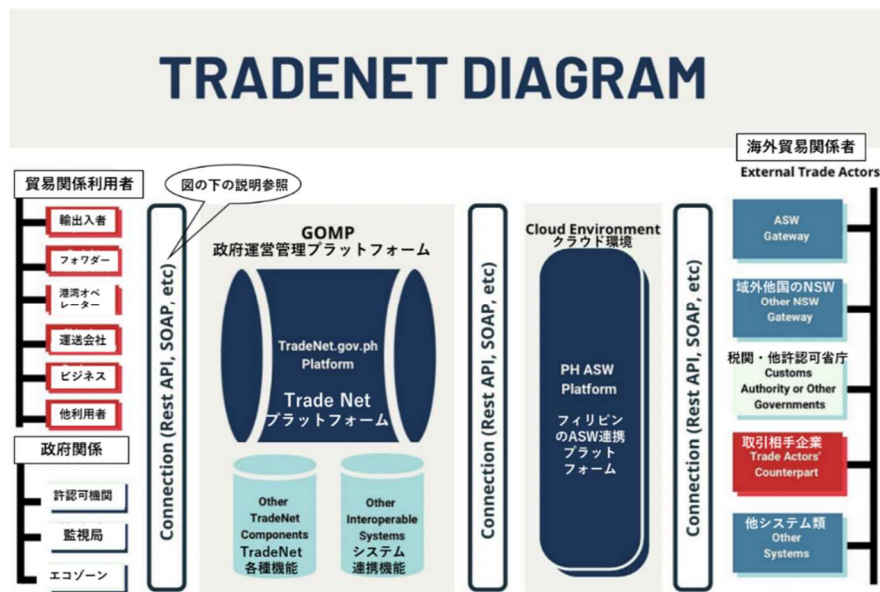 TRADENET DIAGRAM
貿易関係利用者
輸出入者
フォワダー
港湾オペ
レーター
運送会社
ビジネス
他利用者
政府関係
許認可機関
監視局
エコゾーン
図の下の説明参照
Connection (Rest API, SOAP, etc)
GOMP
政府運営管理プラットフォーム
TradeNet.gov.ph
Platform
Trade Net
プラットフォーム
Other
TradeNet
Components
TradeNet
各種機能
Other
Interoperable
Systems
システム
連携機能
Connection (Rest API, SOAP, etc)
Cloud Environment
クラウド環境
PH ASW
Platform
フィリピン
のASW連携
プラット
フォーム
Connection (Rest API, SOAP, etc)
海外貿易関係者
External Trade Actors
ASW
Gateway
域外他国のNSW
Other NSW
Gateway
税関・他許認可省庁
Customs
Authority or Other
Governments
取引相手企業
Trade Actors'
Counterpart
他システム類
Other
Systems